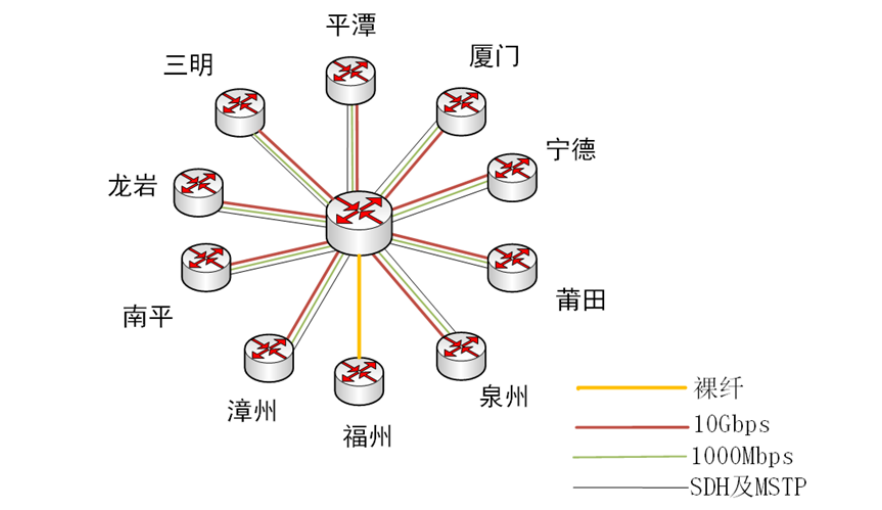 平潭
三明
厦门
宁德
龙岩
南平
莆田
漳州
泉州
福州
裸纤
10Gbps
1000Mbps
SDH及MSTP